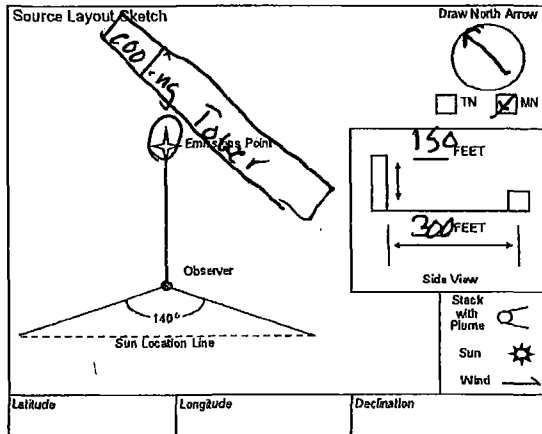 Source Layout Sketch
Draw North Arrow
TN MN
Cooling Tower
Emissions Point
150 FEET
300 FEET
Side View
Observer
140°
Sun Location Line
Stack with Plume
Sun
Wind
Latitude Longitude Declination